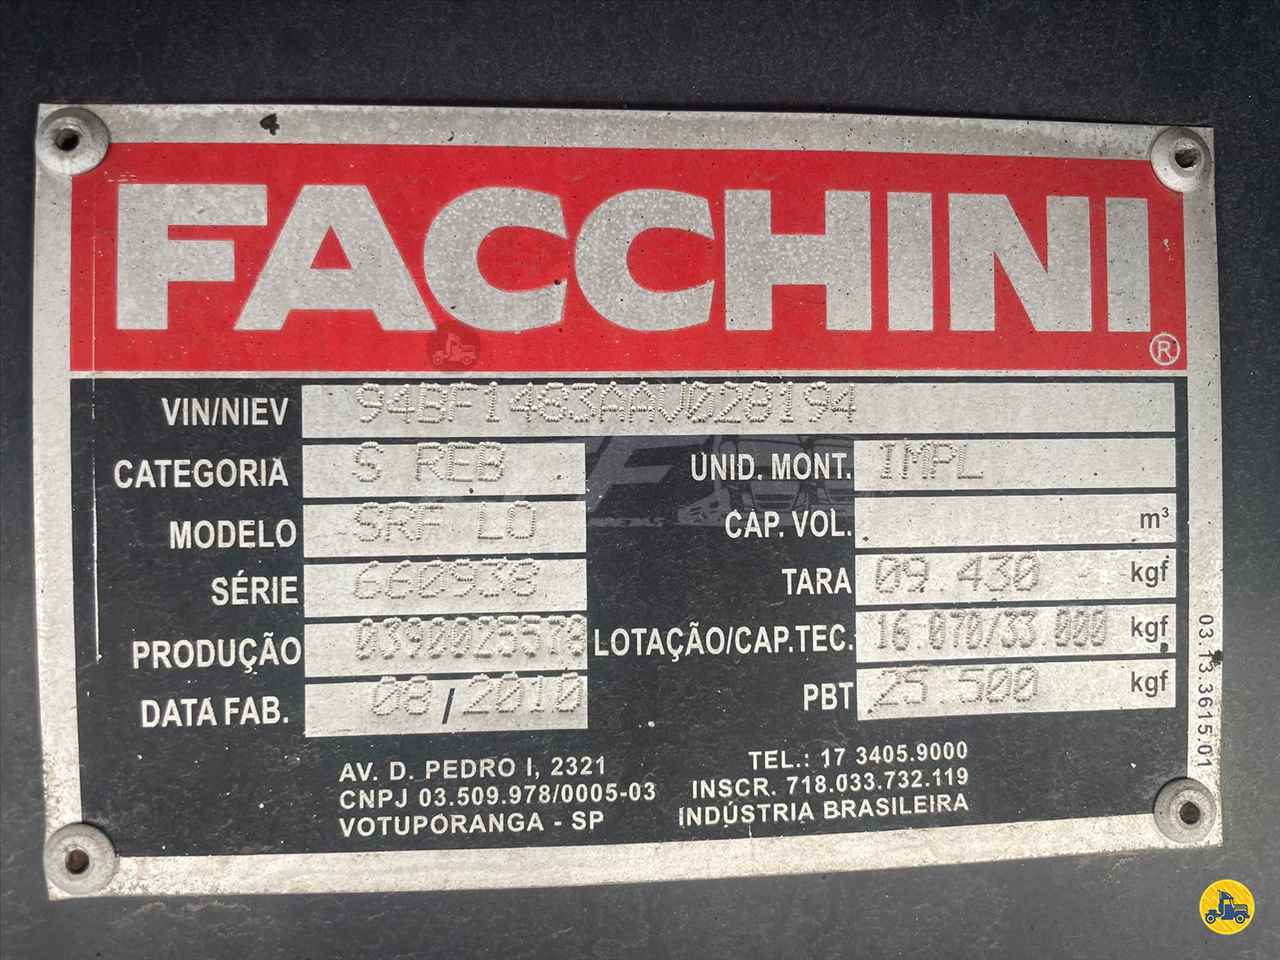 FACCHINI
®
VIN/NIEV 94BF1483AAV028194
CATEGORIA S REB UNID. MONT. IMPL
MODELO SRF LO CAP. VOL. m³
SÉRIE 660938 TARA 09 430 kgf
PRODUÇÃO LOTAÇÃO/CAP.TEC. 16 070/33 000 kgf
DATA FAB. 08/2010 PBT 25 500 kgf
AV. D. PEDRO I, 2321 TEL.: 17 3405.9000
CNPJ 03.509.978/0005-03 INSCR. 718.033.732.119
VOTUPORANGA - SP INDÚSTRIA BRASILEIRA
03.13.3615.01